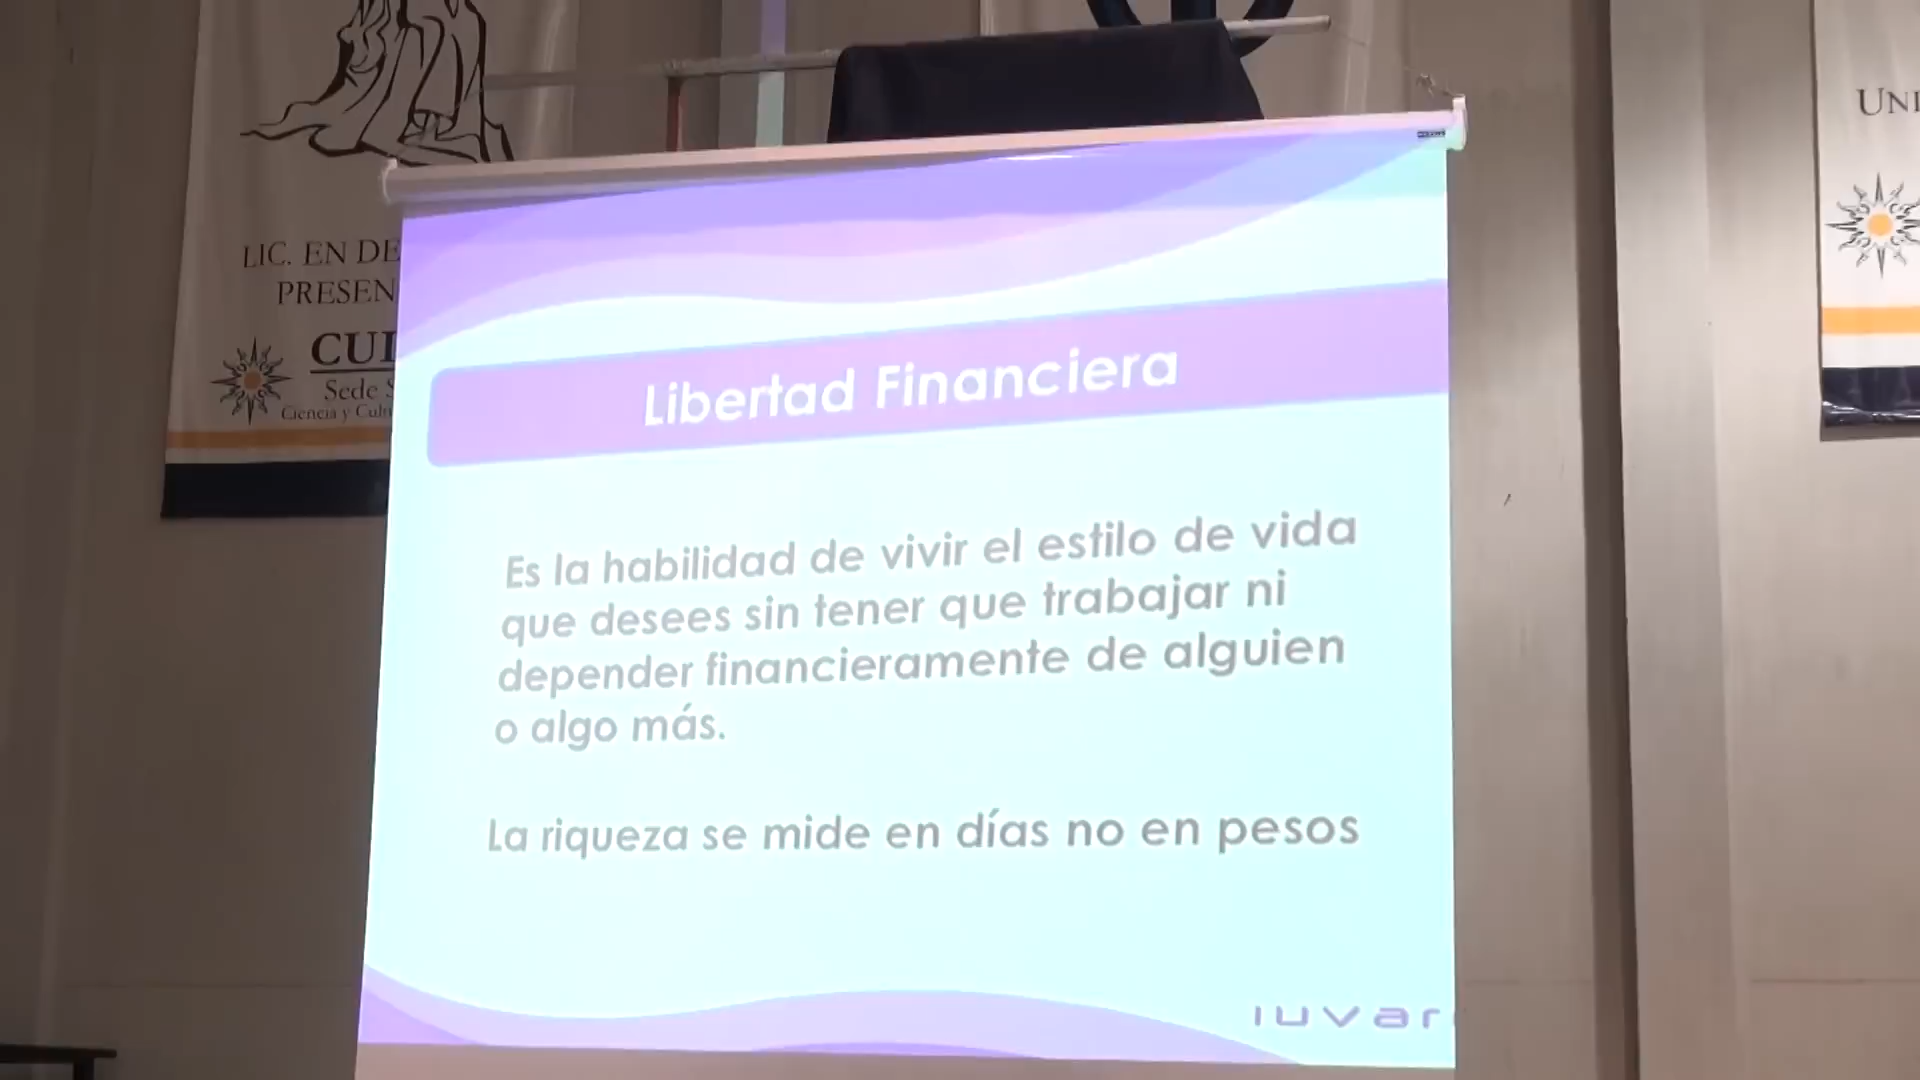 LIC. EN DE
PRESEN
CUI
Sede S
Ciencia y Cultu
UNI
Libertad Financiera
Es la habilidad de vivir el estilo de vida
que desees sin tener que trabajar ni
depender financieramente de alguien
o algo más.
La riqueza se mide en días no en pesos
iuvar